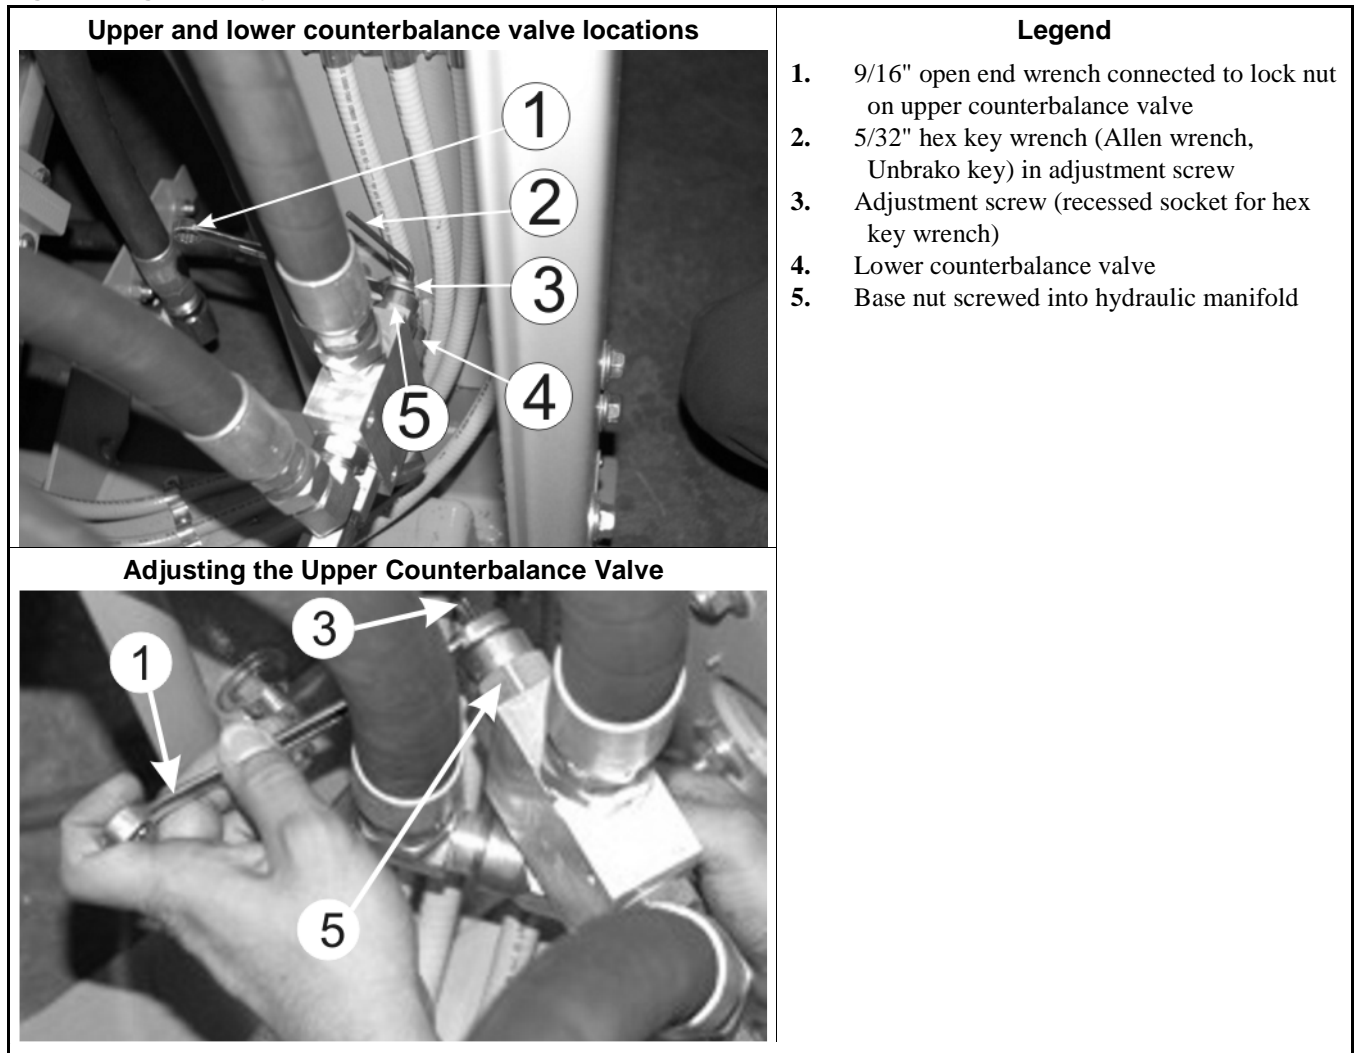 Upper and lower counterbalance valve locations
1
2
3
4
5
Adjusting the Upper Counterbalance Valve
3
1
5
Legend
1. 9/16" open end wrench connected to lock nut
on upper counterbalance valve
2. 5/32" hex key wrench (Allen wrench,
Unbrako key) in adjustment screw
3. Adjustment screw (recessed socket for hex
key wrench)
4. Lower counterbalance valve
5. Base nut screwed into hydraulic manifold